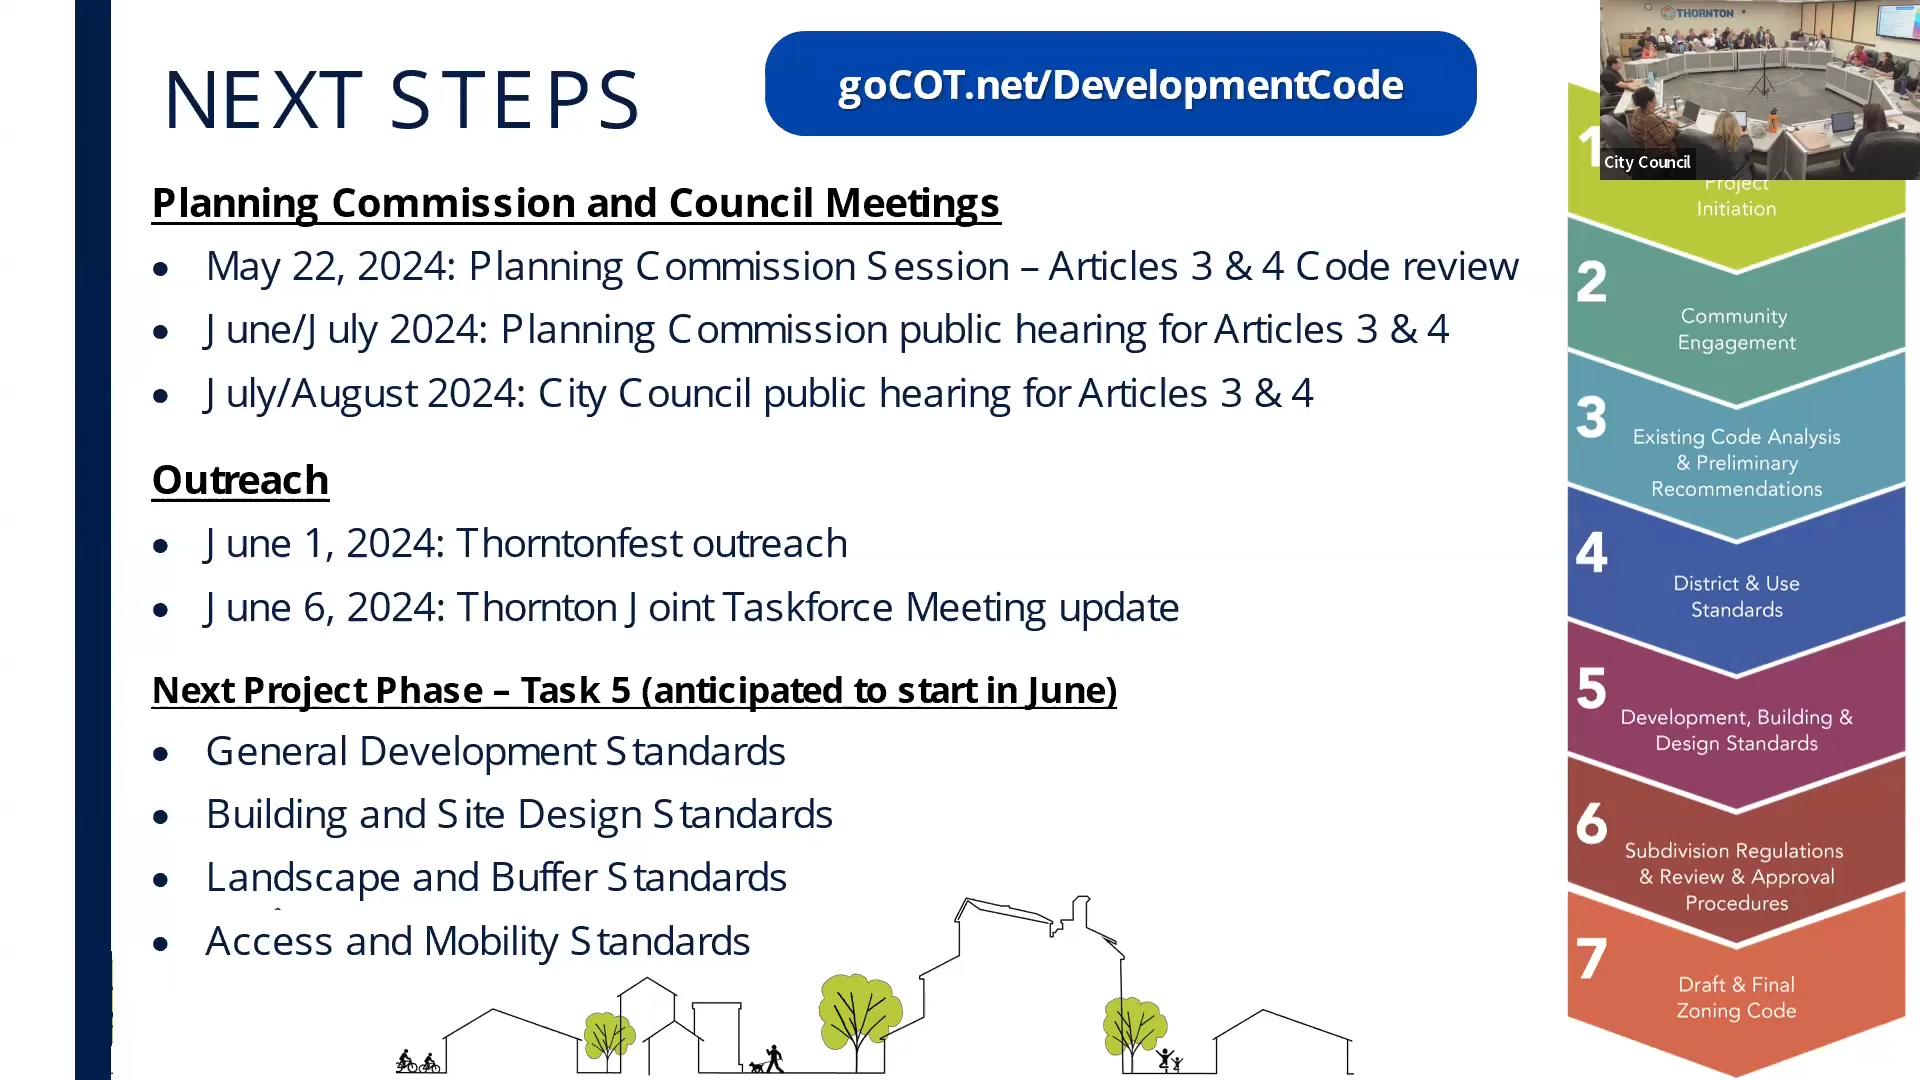 NEXT STEPS
goCOT.net/DevelopmentCode
THORNTON
City Council
Planning Commission and Council Meetings
• May 22, 2024: Planning Commission Session – Articles 3 & 4 Code review
• June/July 2024: Planning Commission public hearing for Articles 3 & 4
• July/August 2024: City Council public hearing for Articles 3 & 4
Outreach
• June 1, 2024: Thorntonfest outreach
• June 6, 2024: Thornton Joint Taskforce Meeting update
Next Project Phase – Task 5 (anticipated to start in June)
• General Development Standards
• Building and Site Design Standards
• Landscape and Buffer Standards
• Access and Mobility Standards
1
Project
Initiation
2
Community
Engagement
3
Existing Code Analysis
& Preliminary
Recommendations
4
District & Use
Standards
5
Development, Building &
Design Standards
6
Subdivision Regulations
& Review & Approval
Procedures
7
Draft & Final
Zoning Code